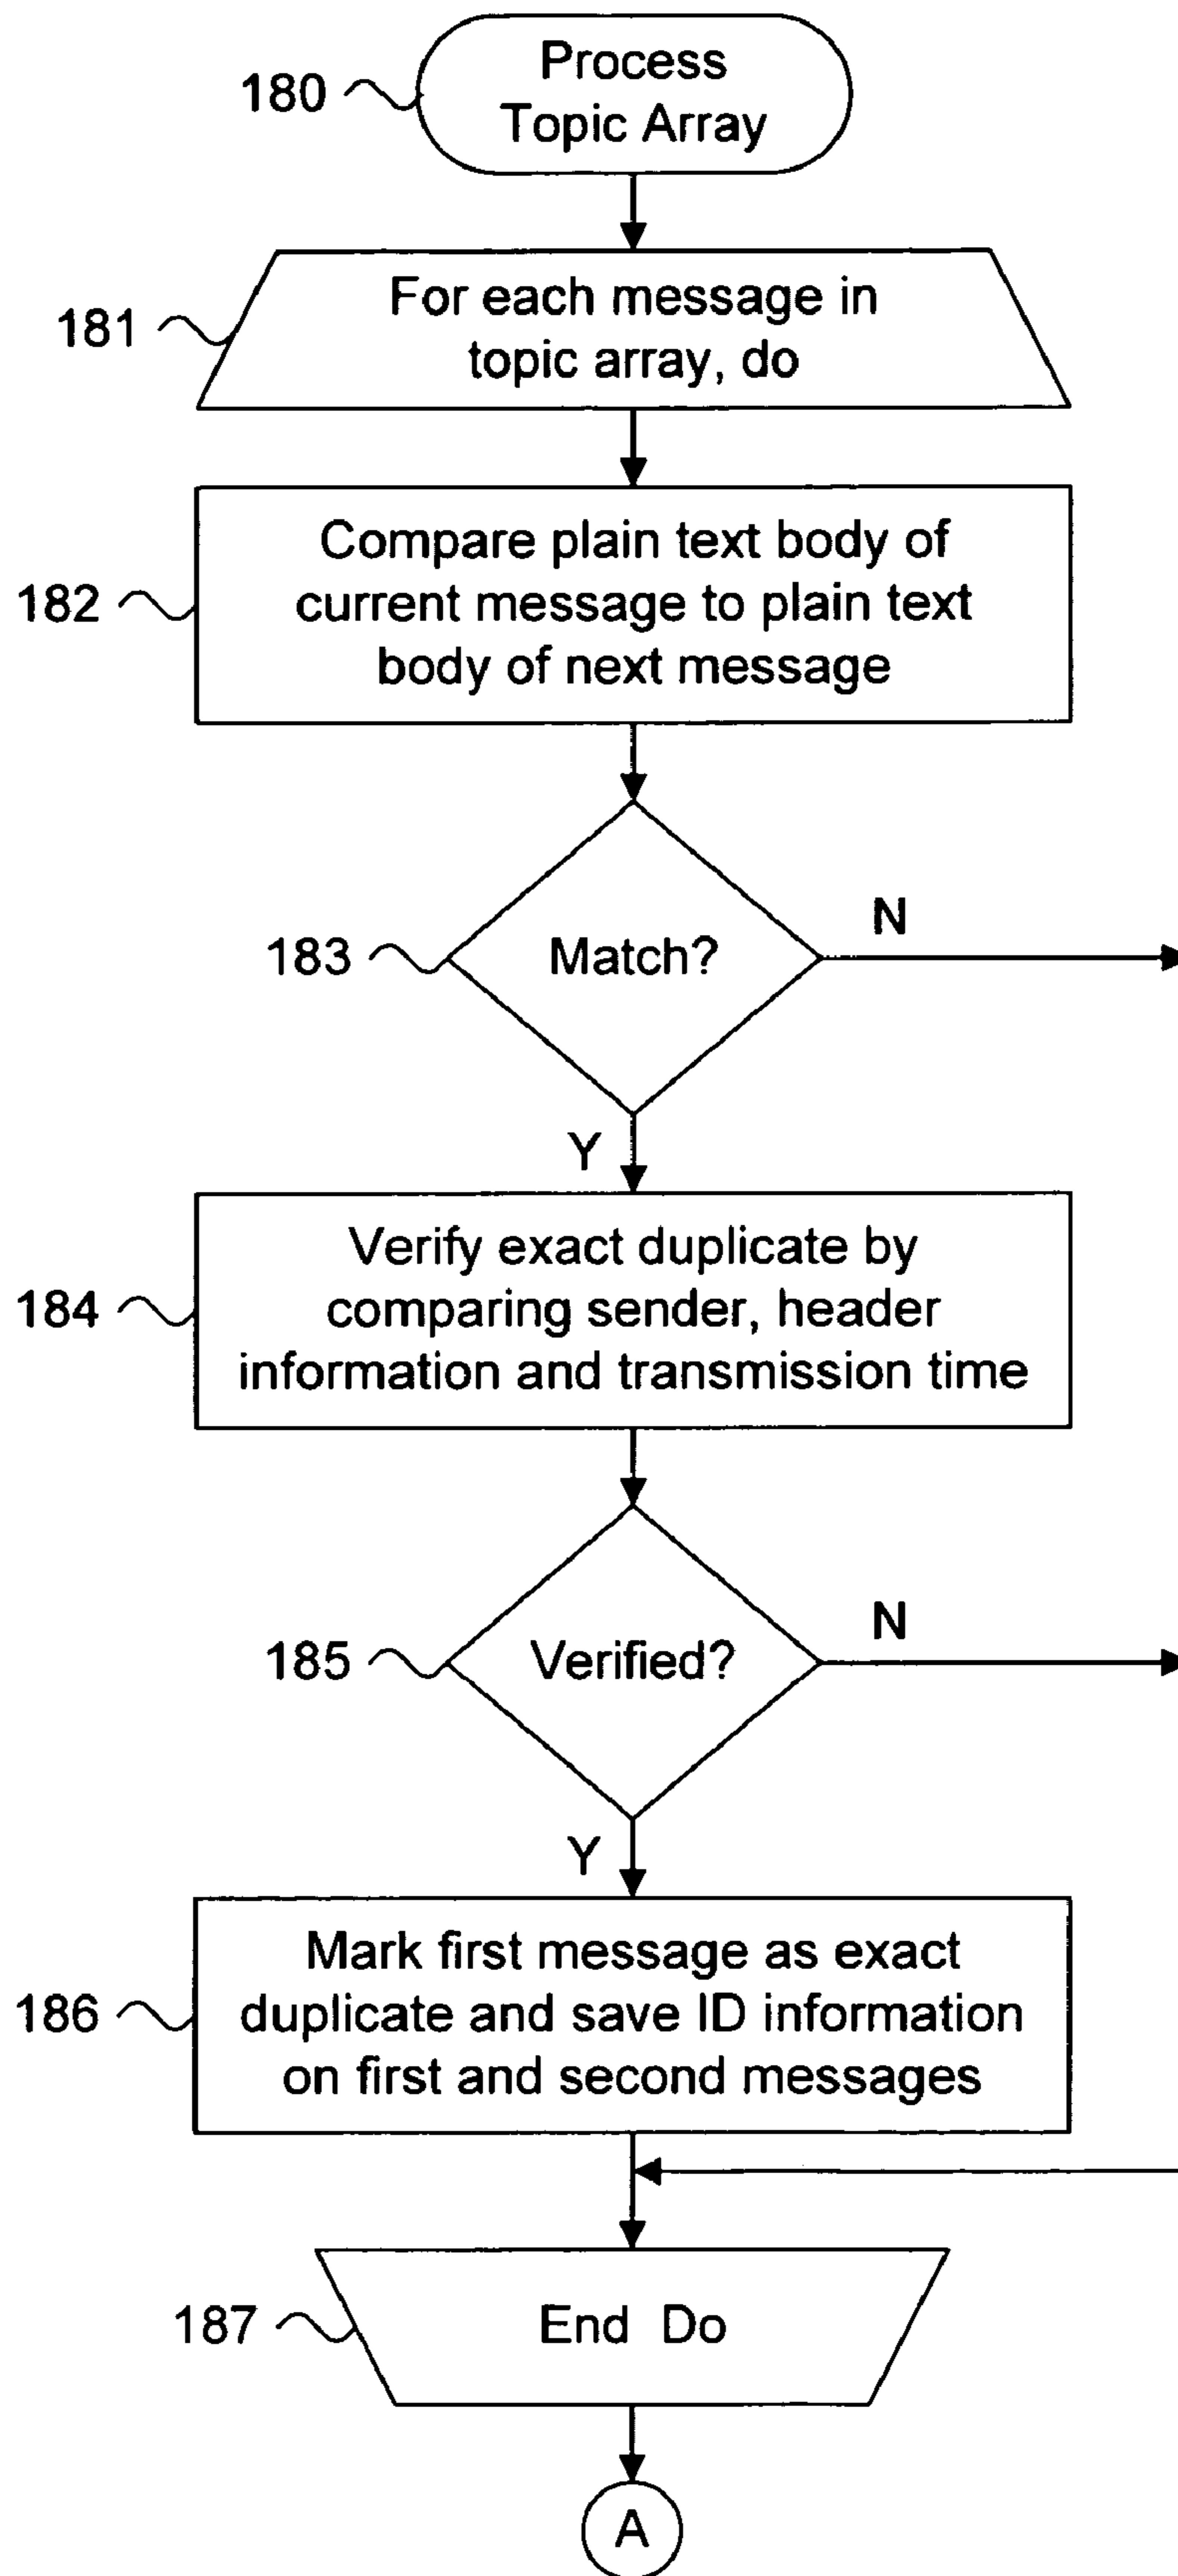 180
Process
Topic Array
181
For each message in
topic array, do
182
Compare plain text body of
current message to plain text
body of next message
183
Match?
N
Y
184
Verify exact duplicate by
comparing sender, header
information and transmission time
185
Verified?
N
Y
186
Mark first message as exact
duplicate and save ID information
on first and second messages
187
End Do
A